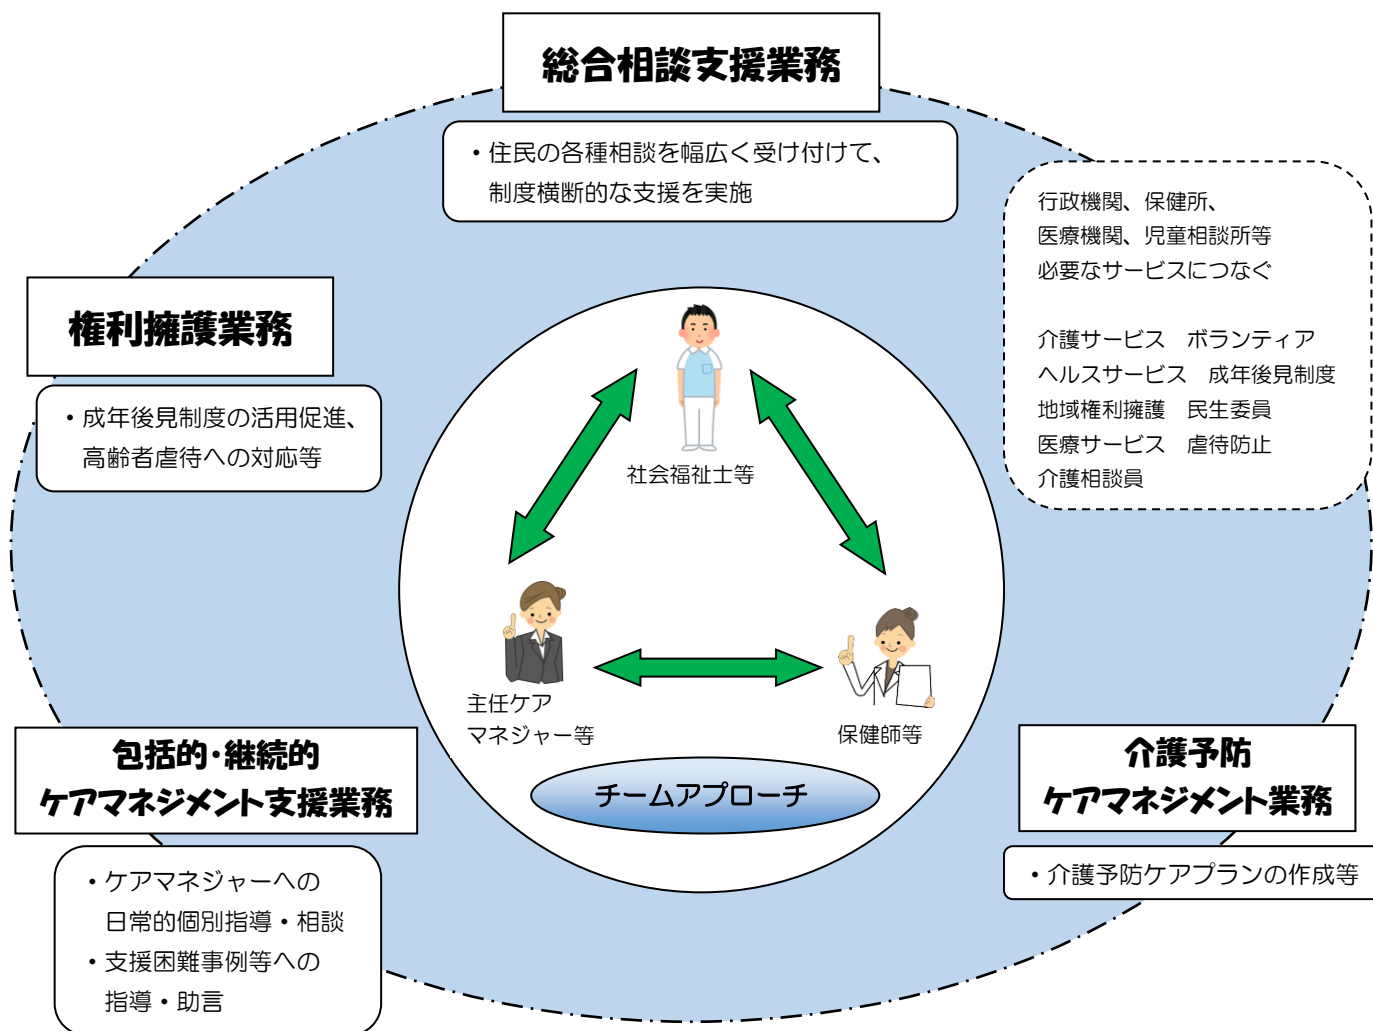 総合相談支援業務
・住民の各種相談を幅広く受け付けて、
制度横断的な支援を実施
行政機関、保健所、
医療機関、児童相談所等
必要なサービスにつなぐ
介護サービス　ボランティア
ヘルスサービス　成年後見制度
地域権利擁護　民生委員
医療サービス　虐待防止
介護相談員
権利擁護業務
・成年後見制度の活用促進、
高齢者虐待への対応等
社会福祉士等
主任ケア
マネジャー等
保健師等
チームアプローチ
包括的・継続的
ケアマネジメント支援業務
・ケアマネジャーへの
日常的個別指導・相談
・支援困難事例等への
指導・助言
介護予防
ケアマネジメント業務
・介護予防ケアプランの作成等